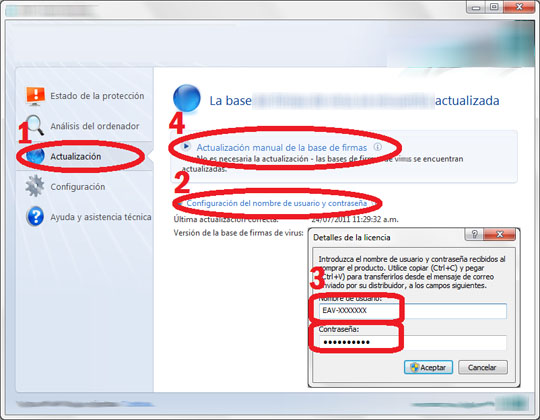 La base de firmas de virus actualizada
Estado de la protección
4
Análisis del ordenador
Actualización manual de la base de firmas
1
No es necesaria la actualización - las bases de firmas de virus se encuentran
actualizadas.
Actualización
2
Configuración
Configuración del nombre de usuario y contraseña
Ayuda y asistencia técnica
Última actualización correcta: 24/07/2011 11:29:32 a.m.
Versión de la base de firmas de virus:
Detalles de la licencia
Introduzca el nombre de usuario y contraseña recibidos al
comprar el producto. Utilice copiar (Ctrl+C) y pegar
(Ctrl+V) para transferirlos desde el mensaje de correo
enviado por su distribuidor, a los campos siguientes.
3
Nombre de usuario:
EAV-XXXXXXX
Contraseña:
Aceptar
Cancelar